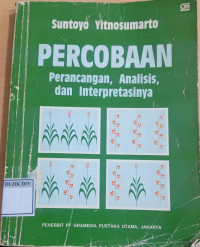 Suntoyo Yitnosumarto
PERCOBAAN
Perancangan, Analisis,
dan Interpretasinya
PENERBIT PT GRAMEDIA PUSTAKA UTAMA, JAKARTA